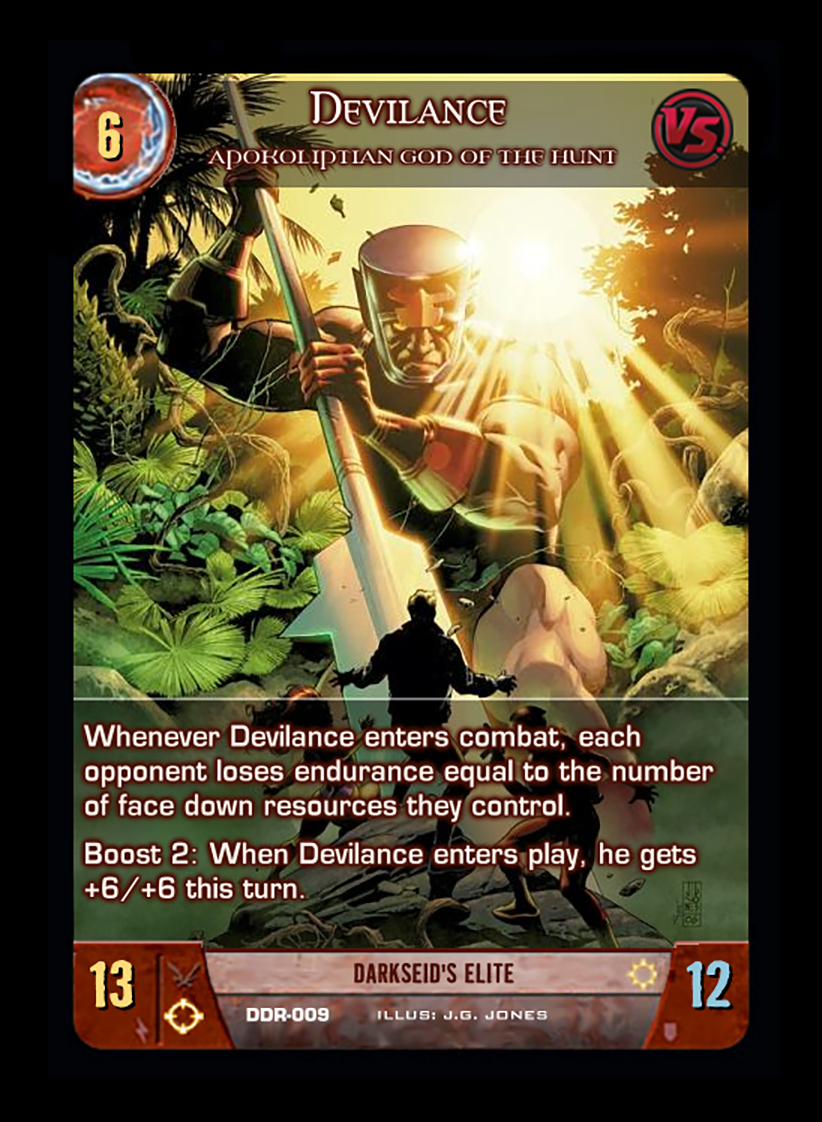 6
Devilance
VS.
Apokoliptian God of the Hunt
Whenever Devilance enters combat, each
opponent loses endurance equal to the number
of face down resources they control.
Boost 2: When Devilance enters play, he gets
+6/+6 this turn.
13
DARKSEID'S ELITE
12
DDR-009
ILLUS: J.G. JONES